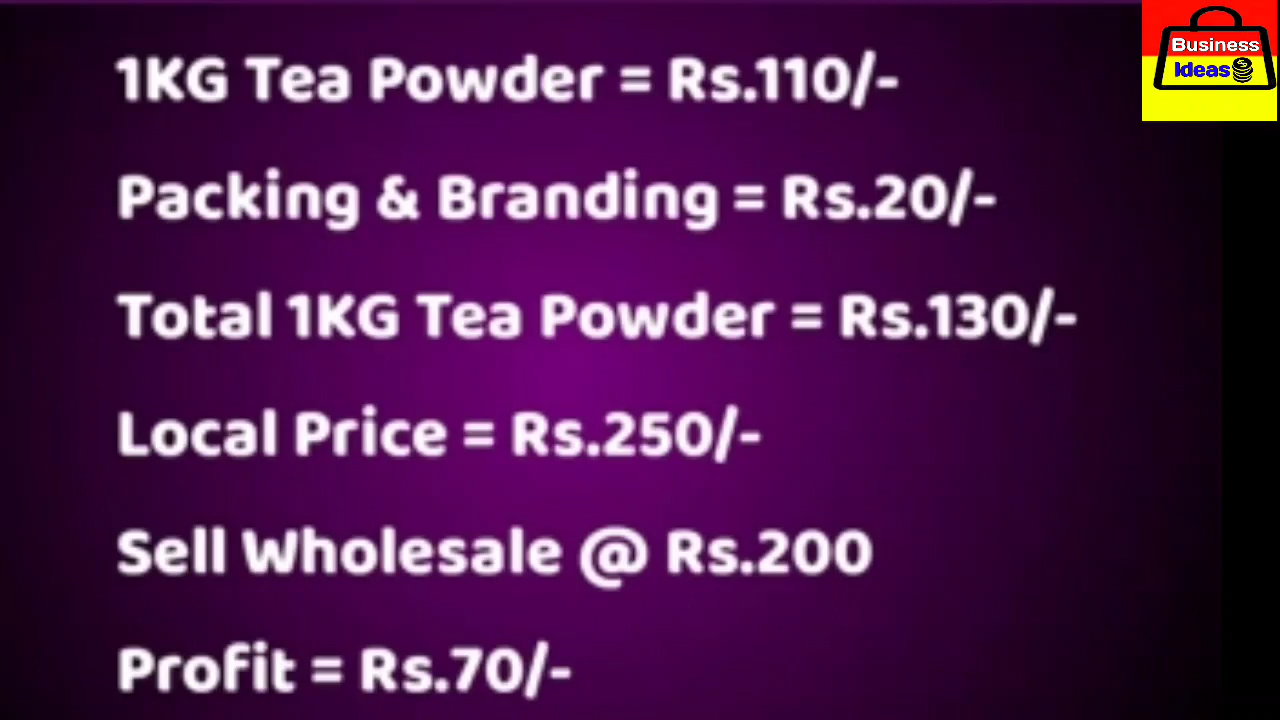 1KG Tea Powder = Rs.110/-
Packing & Branding = Rs.20/-
Total 1KG Tea Powder = Rs.130/-
Local Price = Rs.250/-
Sell Wholesale @ Rs.200
Profit = Rs.70/-
Business
Ideas